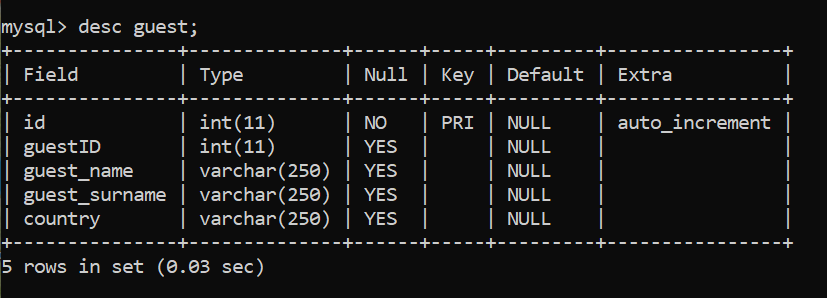 mysql> desc guest;
+---------------+--------------+------+-----+---------+----------------+
| Field         | Type         | Null | Key | Default | Extra          |
+---------------+--------------+------+-----+---------+----------------+
| id            | int(11)      | NO   | PRI | NULL    | auto_increment |
| guestID       | int(11)      | YES  |     | NULL    |                |
| guest_name    | varchar(250) | YES  |     | NULL    |                |
| guest_surname | varchar(250) | YES  |     | NULL    |                |
| country       | varchar(250) | YES  |     | NULL    |                |
+---------------+--------------+------+-----+---------+----------------+
5 rows in set (0.03 sec)